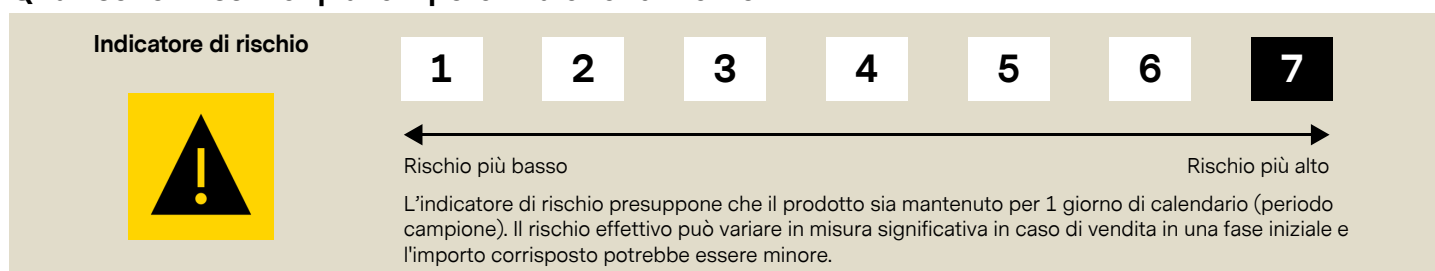 Indicatore di rischio
1 2 3 4 5 6 7
Rischio più basso
Rischio più alto
L'indicatore di rischio presuppone che il prodotto sia mantenuto per 1 giorno di calendario (periodo
campione). Il rischio effettivo può variare in misura significativa in caso di vendita in una fase iniziale e
l'importo corrisposto potrebbe essere minore.